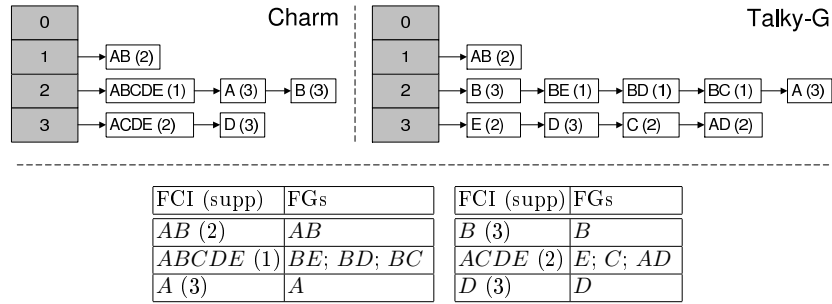 Charm
0
1 AB (2)
2 ABCDE (1) A (3) B (3)
3 ACDE (2) D (3)
Talky-G
0
1 AB (2)
2 B (3) BE (1) BD (1) BC (1) A (3)
3 E (2) D (3) C (2) AD (2)
FCI (supp) FGs
AB (2) AB
ABCDE (1) BE; BD; BC
A (3) A
FCI (supp) FGs
B (3) B
ACDE (2) E; C; AD
D (3) D